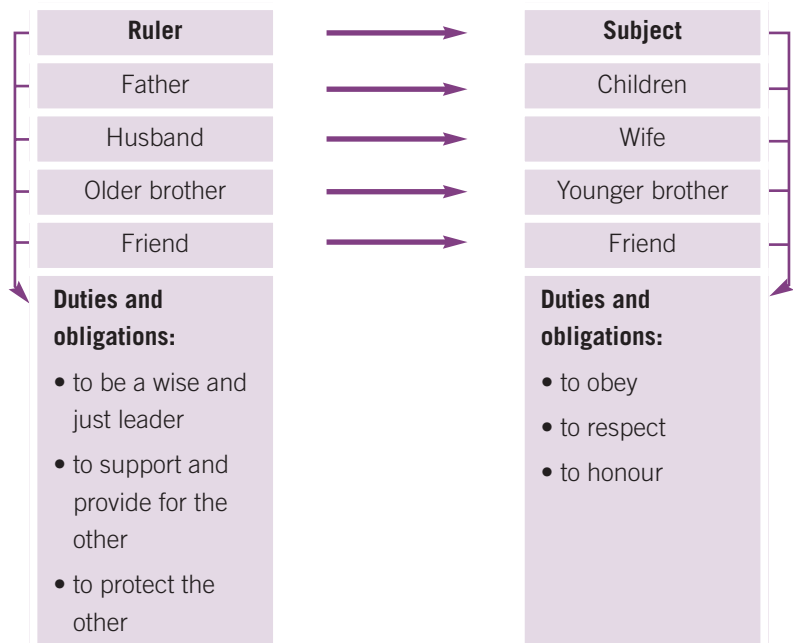 Ruler
Subject
Father
Children
Husband
Wife
Older brother
Younger brother
Friend
Friend
Duties and
obligations:
• to be a wise and
just leader
• to support and
provide for the
other
• to protect the
other
Duties and
obligations:
• to obey
• to respect
• to honour